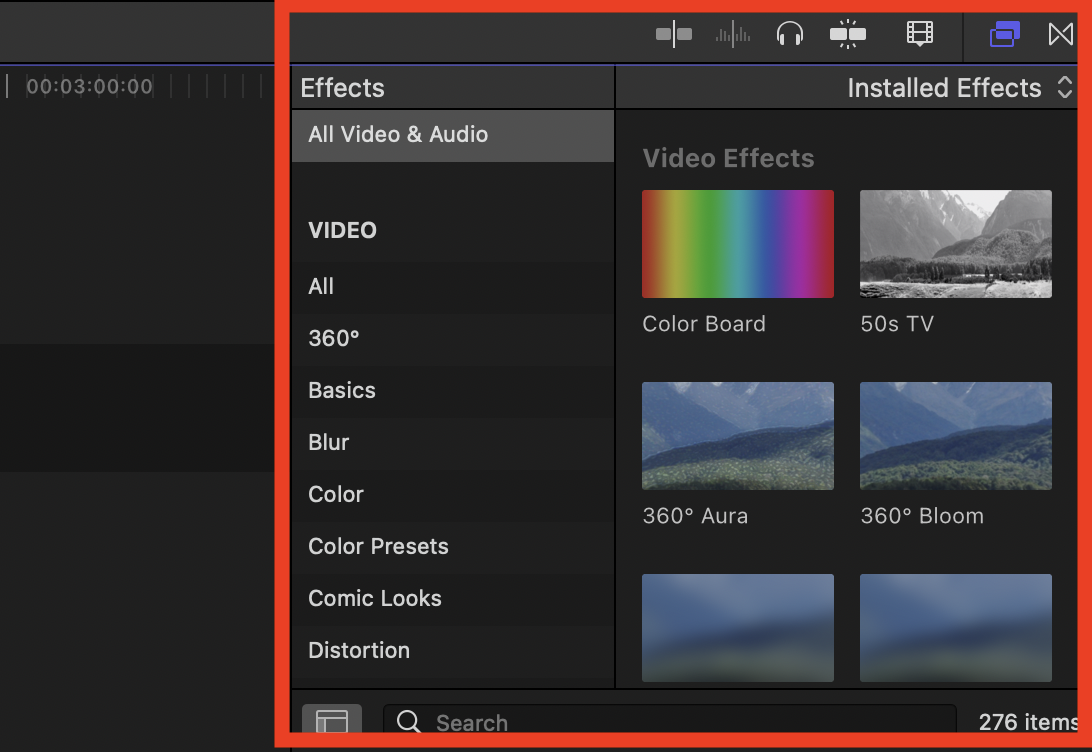 00:03:00:00
Effects
Installed Effects
All Video & Audio
VIDEO
All
360°
Basics
Blur
Color
Color Presets
Comic Looks
Distortion
Video Effects
Color Board
50s TV
360° Aura
360° Bloom
Search
276 items